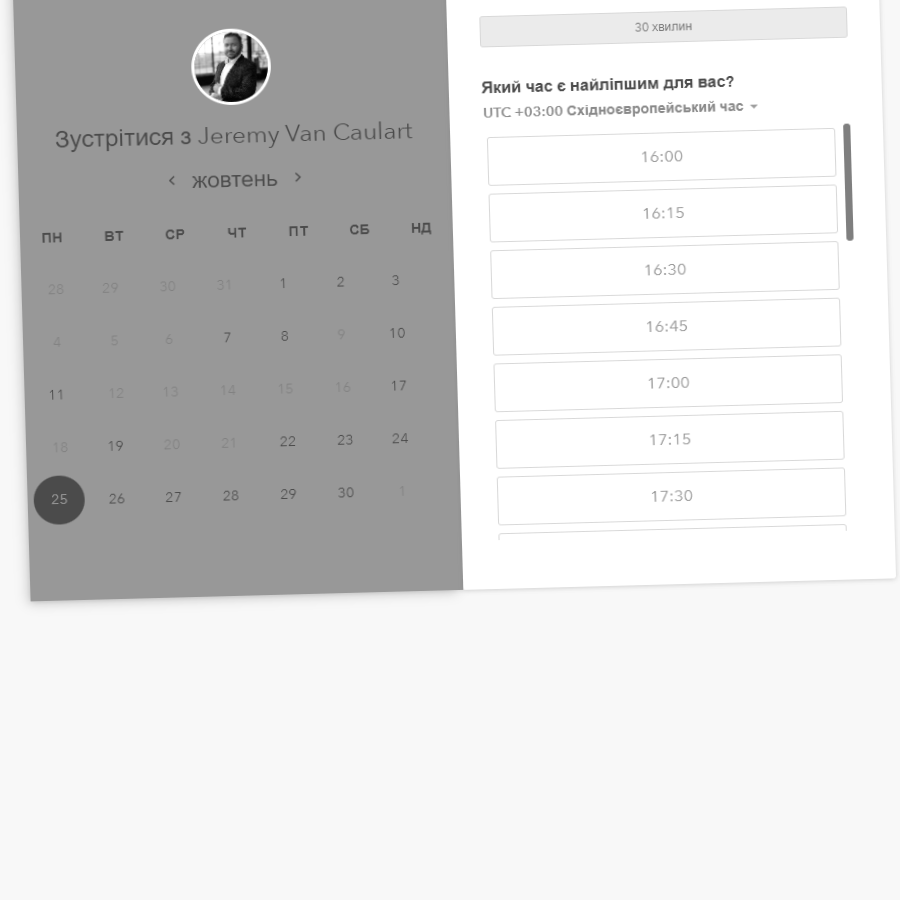 Зустрітися з Jeremy Van Caulart
< жовтень >
ПН ВТ СР ЧТ ПТ СБ НД
28 29 30 31 1 2 3
4 5 6 7 8 9 10
11 12 13 14 15 16 17
18 19 20 21 22 23 24
25 26 27 28 29 30 1
30 хвилин
Який час є найліпшим для вас?
UTC +03:00 Східноєвропейський час
16:00
16:15
16:30
16:45
17:00
17:15
17:30